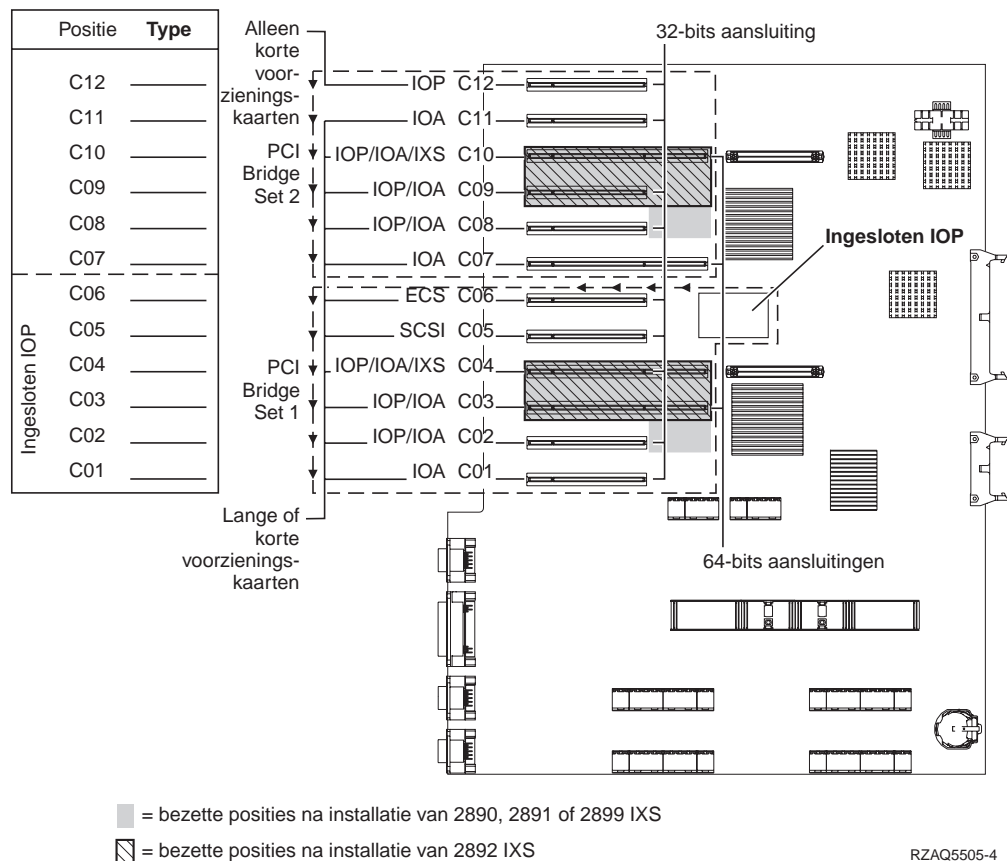 Positie Type
C12
C11
C10
C09
C08
C07
C06
C05
C04
C03
C02
C01
Ingesloten IOP
Alleen
korte
voor-
zienings-
kaarten
PCI
Bridge
Set 2
PCI
Bridge
Set 1
Lange of
korte
voorzienings-
kaarten
IOP C12
IOA C11
IOP/IOA/IXS C10
IOP/IOA C09
IOP/IOA C08
IOA C07
ECS C06
SCSI C05
IOP/IOA/IXS C04
IOP/IOA C03
IOP/IOA C02
IOA C01
32-bits aansluiting
Ingesloten IOP
64-bits aansluitingen
= bezette posities na installatie van 2890, 2891 of 2899 IXS
= bezette posities na installatie van 2892 IXS
RZAQ5505-4